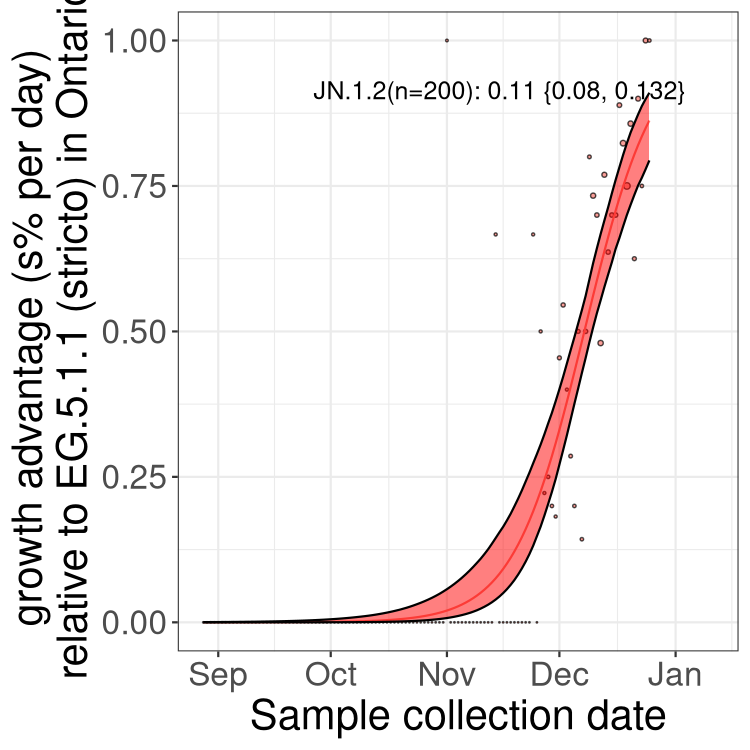 growth advantage (s% per day)
relative to EG.5.1.1 (stricto) in Ontario
1.00
0.75
0.50
0.25
0.00
JN.1.2(n=200): 0.11 {0.08, 0.132}
Sep Oct Nov Dec Jan
Sample collection date